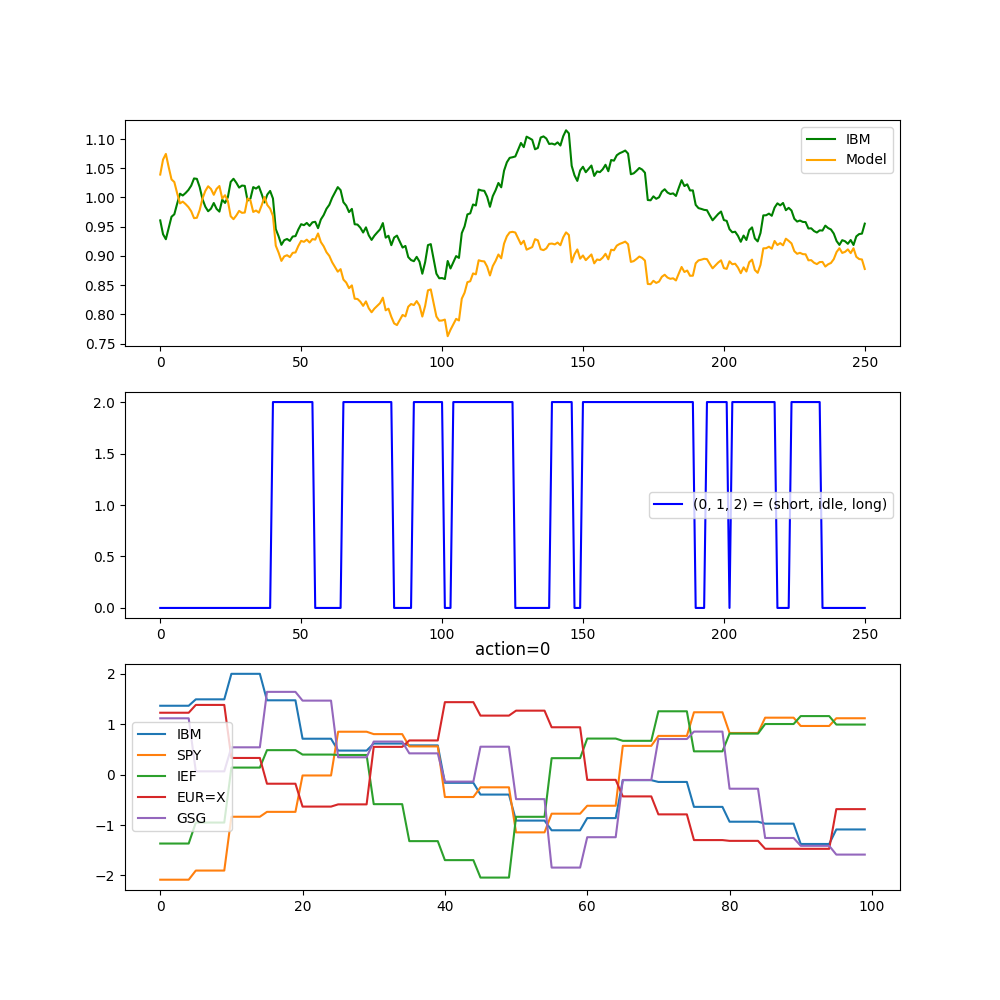 1.10
1.05
1.00
0.95
0.90
0.85
0.80
0.75
IBM
Model
0 50 100 150 200 250
2.0
1.5
1.0
0.5
0.0
(0, 1, 2) = (short, idle, long)
0 50 100 150 200 250
action=0
2
1
0
−1
−2
IBM
SPY
IEF
EUR=X
GSG
0 20 40 60 80 100